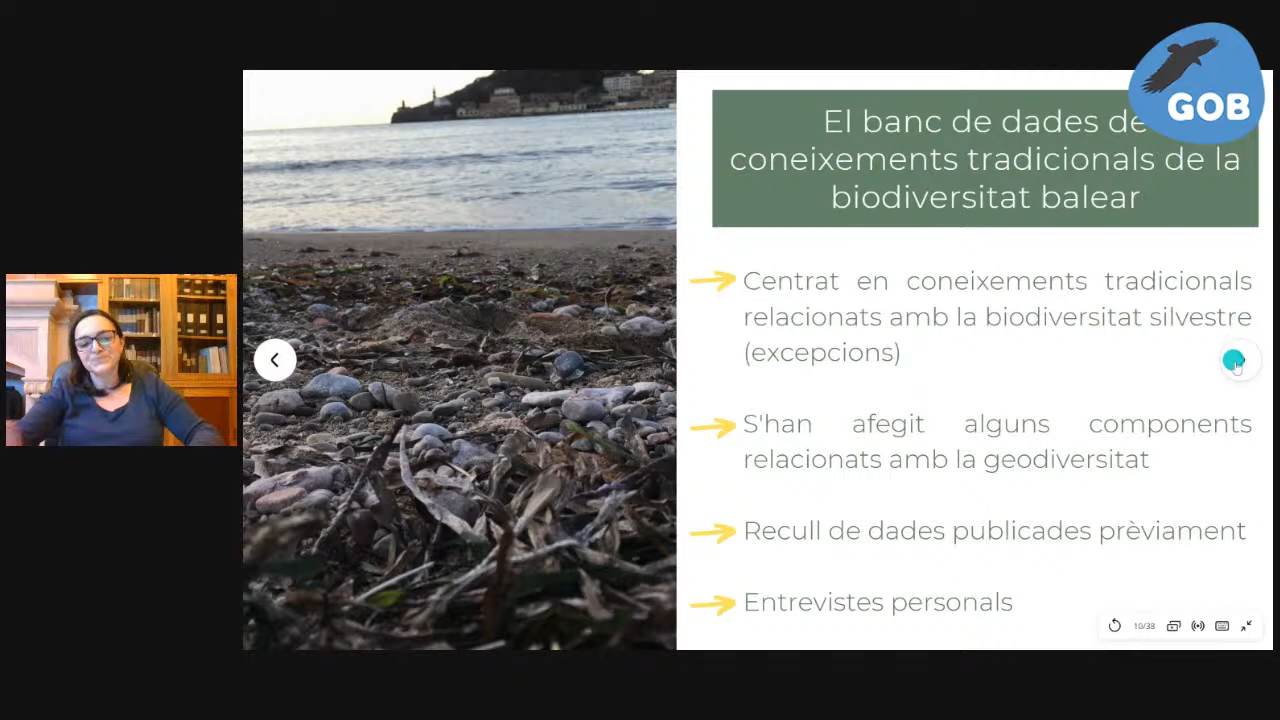 GOB
El banc de dades de
coneixements tradicionals de la
biodiversitat balear
Centrat en coneixements tradicionals
relacionats amb la biodiversitat silvestre
(excepcions)
S'han afegit alguns components
relacionats amb la geodiversitat
Recull de dades publicades prèviament
Entrevistes personals
10/38